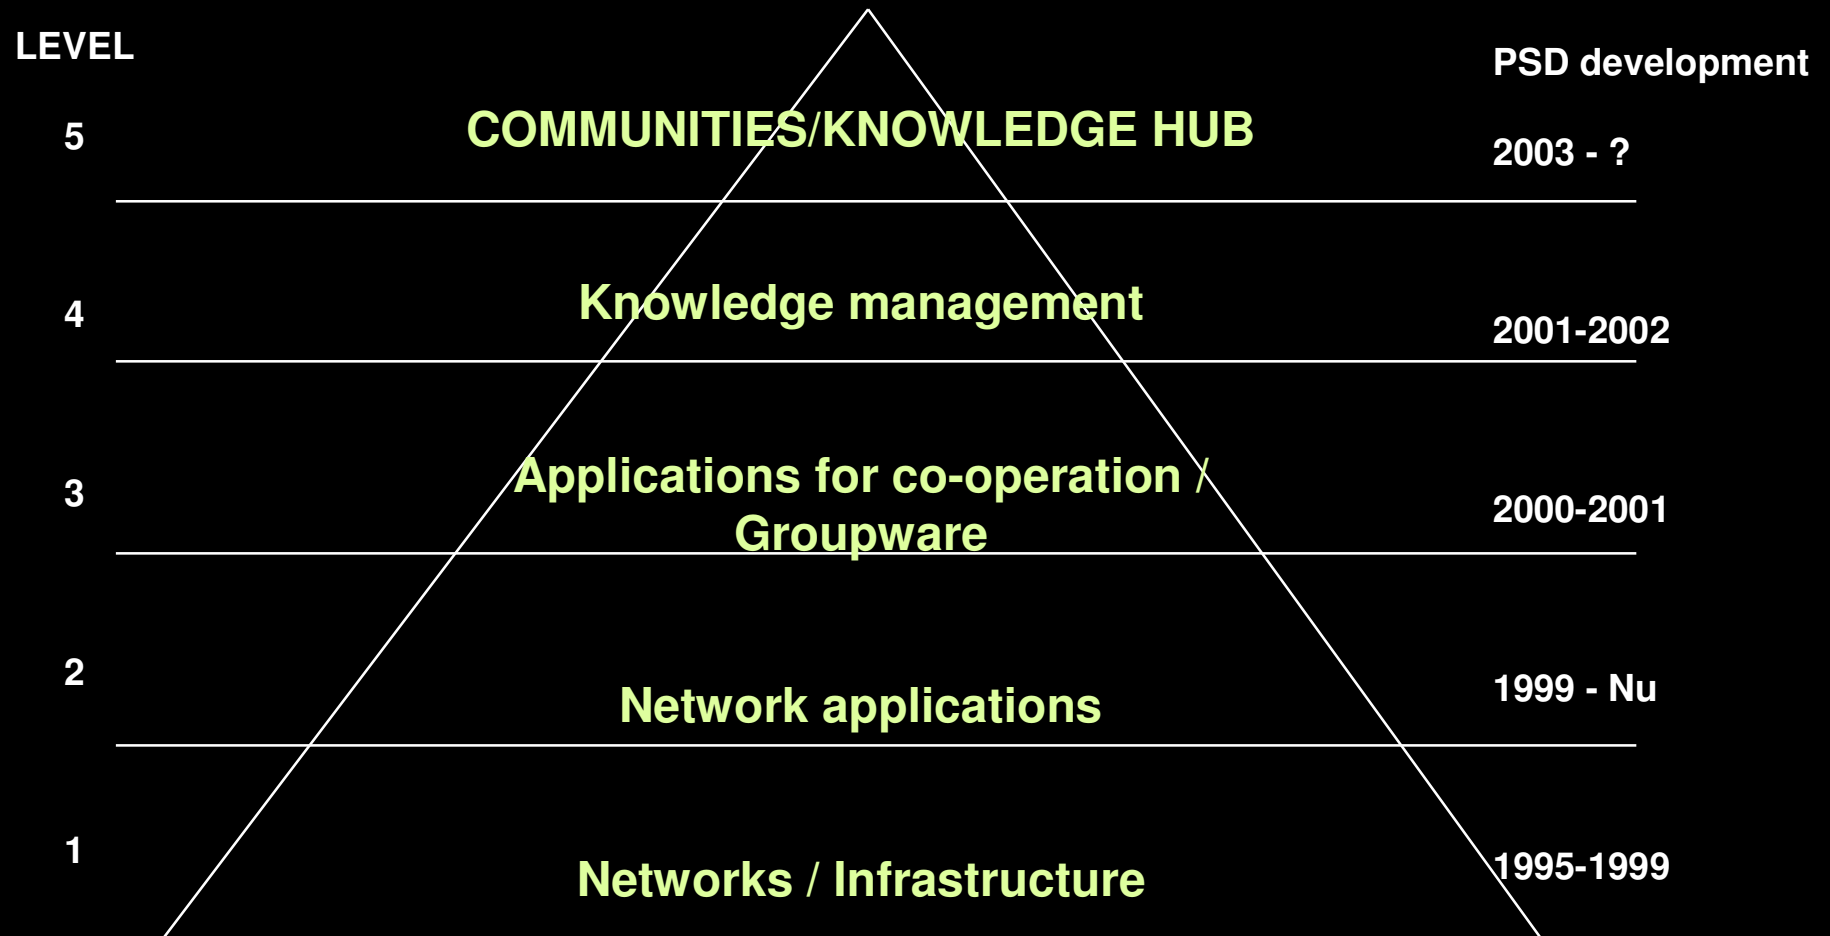 LEVEL
PSD development
5
COMMUNITIES/KNOWLEDGE HUB
2003 - ?
4
Knowledge management
2001-2002
3
Applications for co-operation /
Groupware
2000-2001
2
Network applications
1999 - Nu
1
Networks / Infrastructure
1995-1999